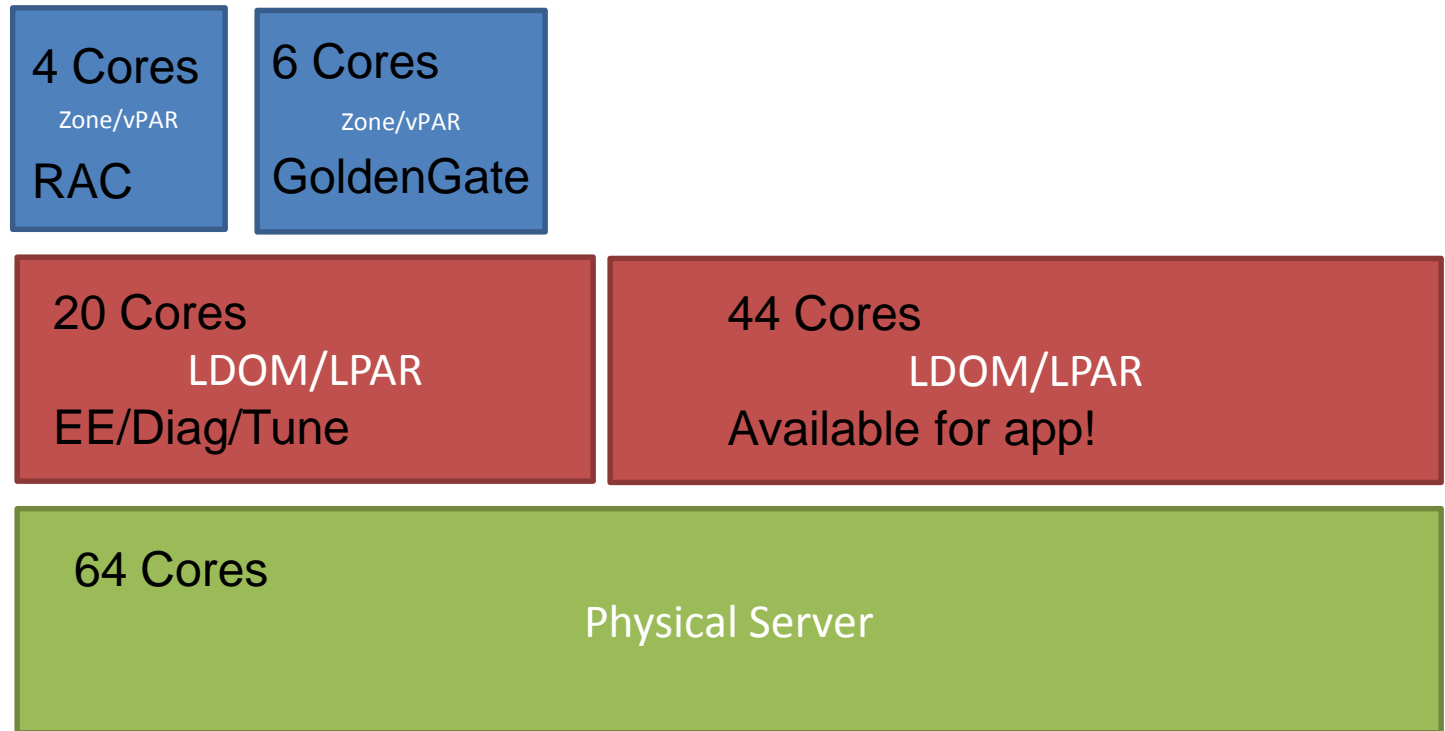 4 Cores
Zone/vPAR
RAC
6 Cores
Zone/vPAR
GoldenGate
20 Cores
LDOM/LPAR
EE/Diag/Tune
44 Cores
LDOM/LPAR
Available for app!
64 Cores
Physical Server